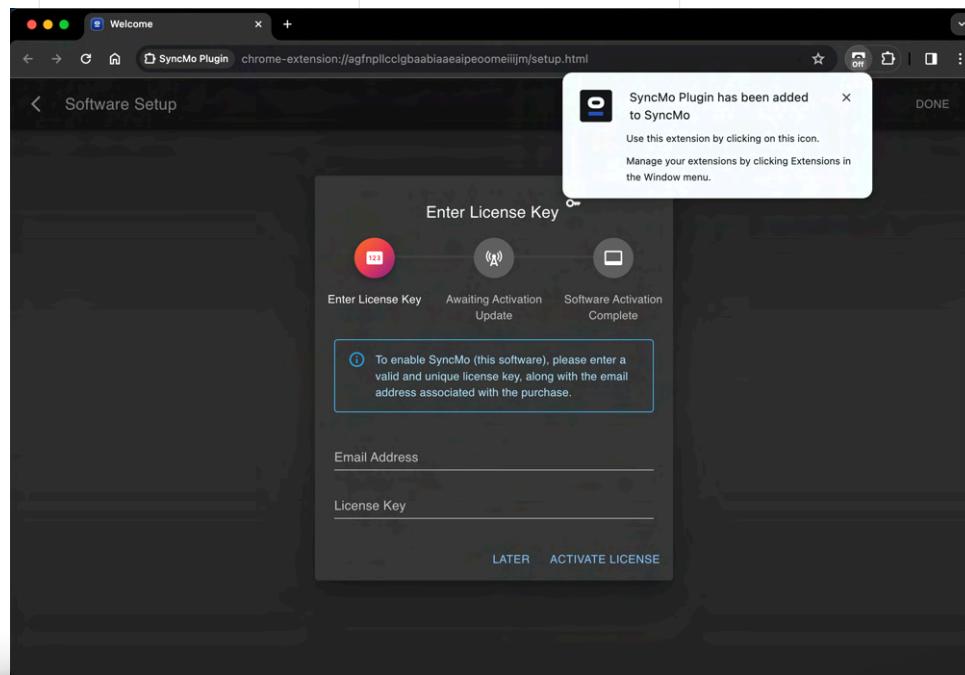 Welcome
SyncMo Plugin
chrome-extension://agfnpllcclgbaabiaaeaipeoomeiiijm/setup.html
Off
Software Setup
DONE
SyncMo Plugin has been added
to SyncMo
Use this extension by clicking on this icon.
Manage your extensions by clicking Extensions in
the Window menu.
Enter License Key
123
Enter License Key
Awaiting Activation
Update
Software Activation
Complete
To enable SyncMo (this software), please enter a
valid and unique license key, along with the email
address associated with the purchase.
Email Address
License Key
LATER
ACTIVATE LICENSE